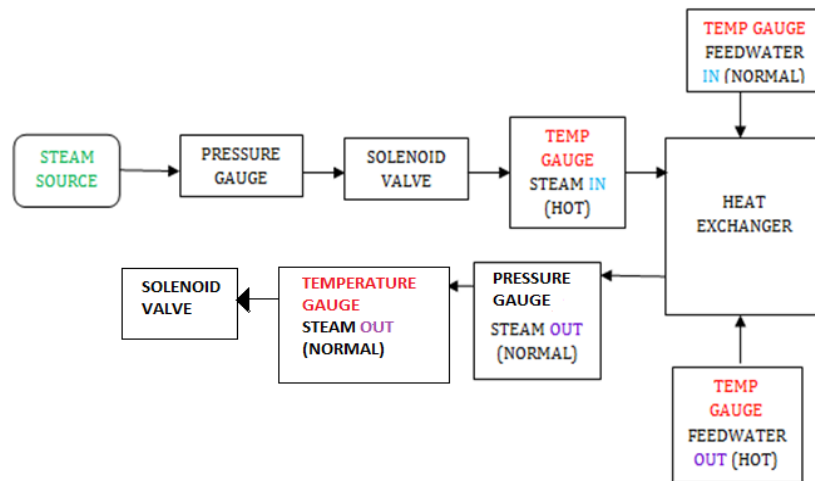 TEMP GAUGE
FEEDWATER
IN (NORMAL)
STEAM
SOURCE
PRESSURE
GAUGE
SOLENOID
VALVE
TEMP
GAUGE
STEAM IN
(HOT)
HEAT
EXCHANGER
SOLENOID
VALVE
TEMPERATURE
GAUGE
STEAM OUT
(NORMAL)
PRESSURE
GAUGE
STEAM OUT
(NORMAL)
TEMP
GAUGE
FEEDWATER
OUT (HOT)